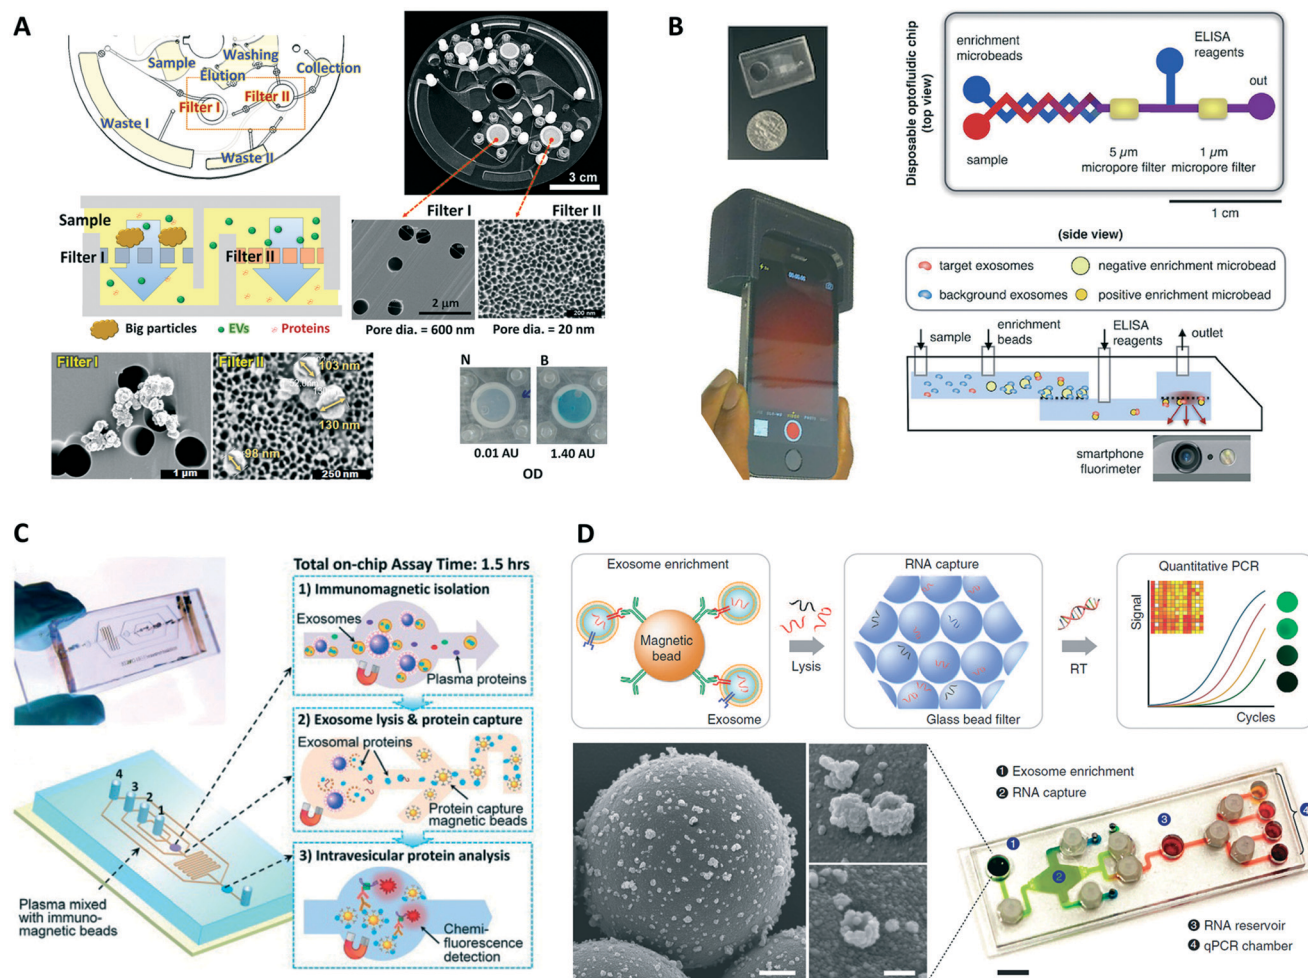 A
Sample
Washing
Elution
Collection
Filter I
Filter II
Waste I
Waste II
3 cm
Sample
Filter I
Filter II
Big particles
EVs
Proteins
Filter I
Filter II
2 μm
200 nm
Pore dia. = 600 nm
Pore dia. = 20 nm
Filter I
1 μm
Filter II
103 nm
130 nm
98 nm
250 nm
N
B
0.01 AU
1.40 AU
OD
B
Disposable optofluidic chip
(top view)
enrichment
microbeads
ELISA
reagents
out
sample
5 μm
micropore filter
1 μm
micropore filter
1 cm
(side view)
target exosomes
negative enrichment microbead
background exosomes
positive enrichment microbead
sample
enrichment
beads
ELISA
reagents
outlet
smartphone
fluorimeter
C
Total on-chip Assay Time: 1.5 hrs
1) Immunomagnetic isolation
Exosomes
Plasma proteins
2) Exosome lysis & protein capture
Exosomal proteins
Protein capture
magnetic beads
3) Intravesicular protein analysis
Chemi-
fluorescence
detection
4
3
2
1
Plasma mixed
with immuno-
magnetic beads
D
Exosome enrichment
Magnetic
bead
Exosome
Lysis
RNA capture
Glass bead filter
RT
Quantitative PCR
Signal
Cycles
1 Exosome enrichment
2 RNA capture
1
2
3
4
3 RNA reservoir
4 qPCR chamber